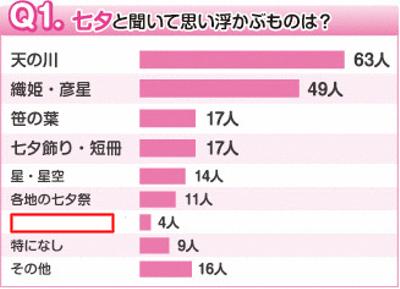 Q1. 七夕と聞いて思い浮かぶものは？
天の川 63人
織姫・彦星 49人
笹の葉 17人
七夕飾り・短冊 17人
星・星空 14人
各地の七夕祭 11人
4人
特になし 9人
その他 16人